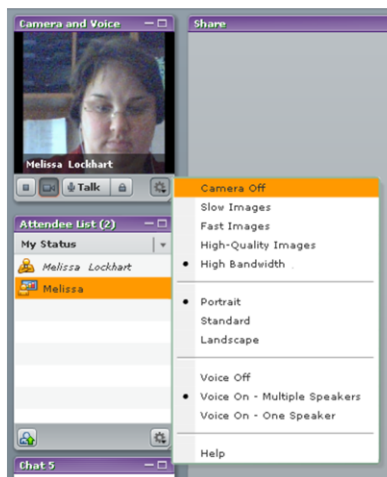 Camera and Voice
Share
Melissa Lockhart
Talk
Camera Off
Slow Images
Fast Images
High-Quality Images
High Bandwidth
Portrait
Standard
Landscape
Voice Off
Voice On - Multiple Speakers
Voice On - One Speaker
Help
Attendee List (2)
My Status
Melissa Lockhart
Melissa
Chat 5